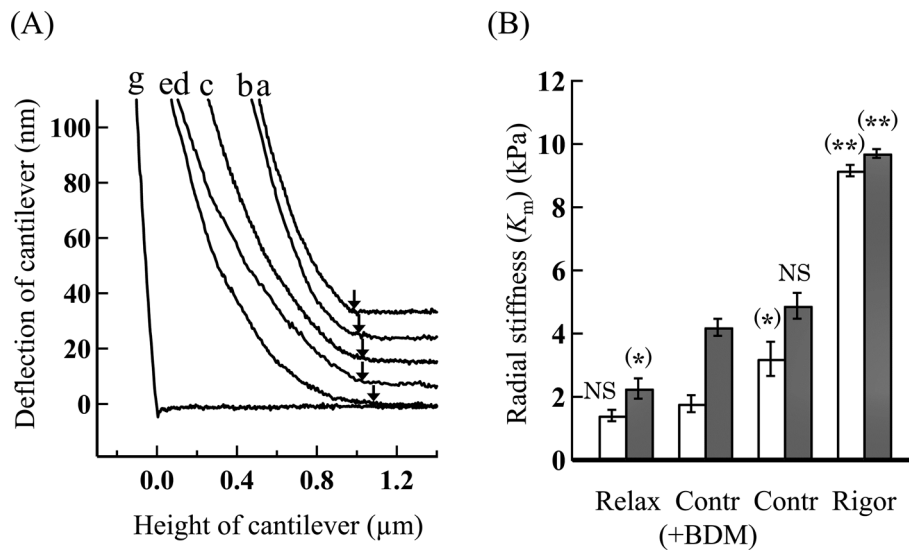 (A)
g ed c b a
100
80
60
40
20
0
0.0 0.4 0.8 1.2
Deflection of cantilever (nm)
Height of cantilever (µm)
(B)
12
10
8
6
4
2
0
Radial stiffness (Km) (kPa)
NS (*) (*) NS (**) (**)
Relax Contr Contr Rigor
(+BDM)